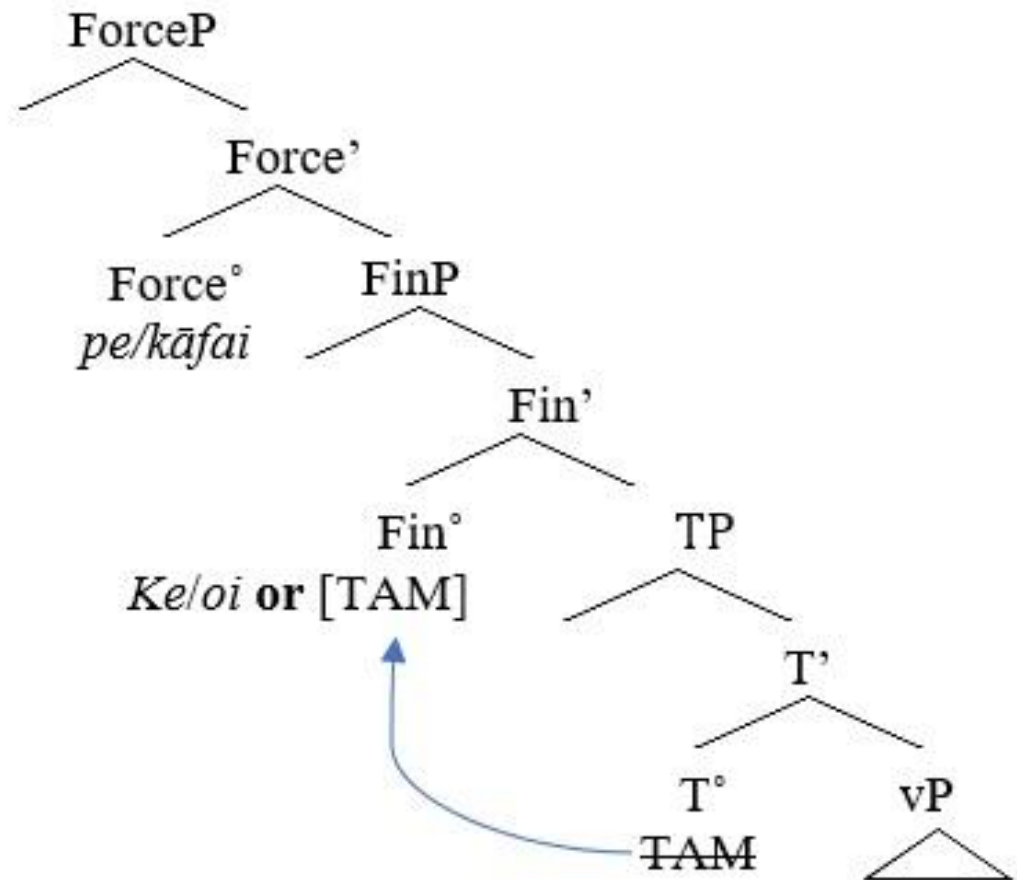 ForceP
Force’
Force° FinP
pe/kāfai
Fin’
Fin° TP
Ke/oi or [TAM]
T’
T° vP
TAM